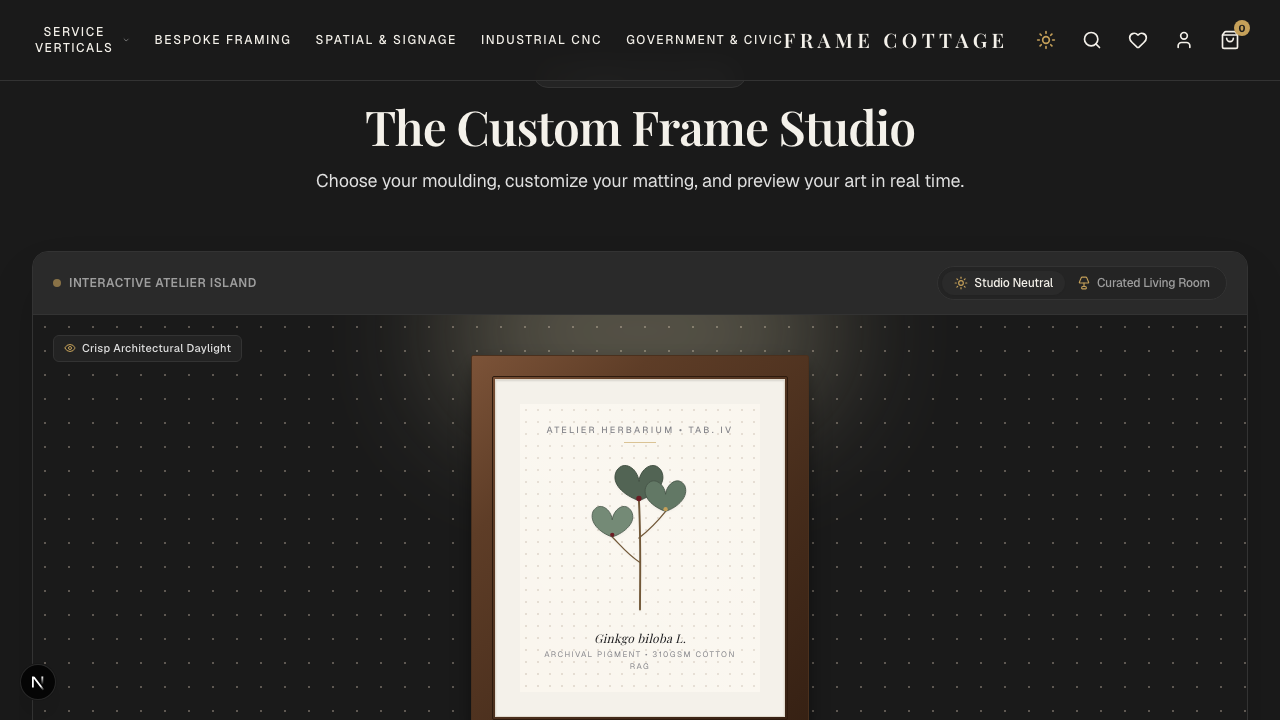 SERVICE
VERTICALS
BESPOKE FRAMING
SPATIAL & SIGNAGE
INDUSTRIAL CNC
GOVERNMENT & CIVIC
FRAME COTTAGE
0
The Custom Frame Studio
Choose your moulding, customize your matting, and preview your art in real time.
INTERACTIVE ATELIER ISLAND
Studio Neutral
Curated Living Room
Crisp Architectural Daylight
ATELIER HERBARIUM • TAB. IV
Ginkgo biloba L.
ARCHIVAL PIGMENT • 310GSM COTTON
RAG
N